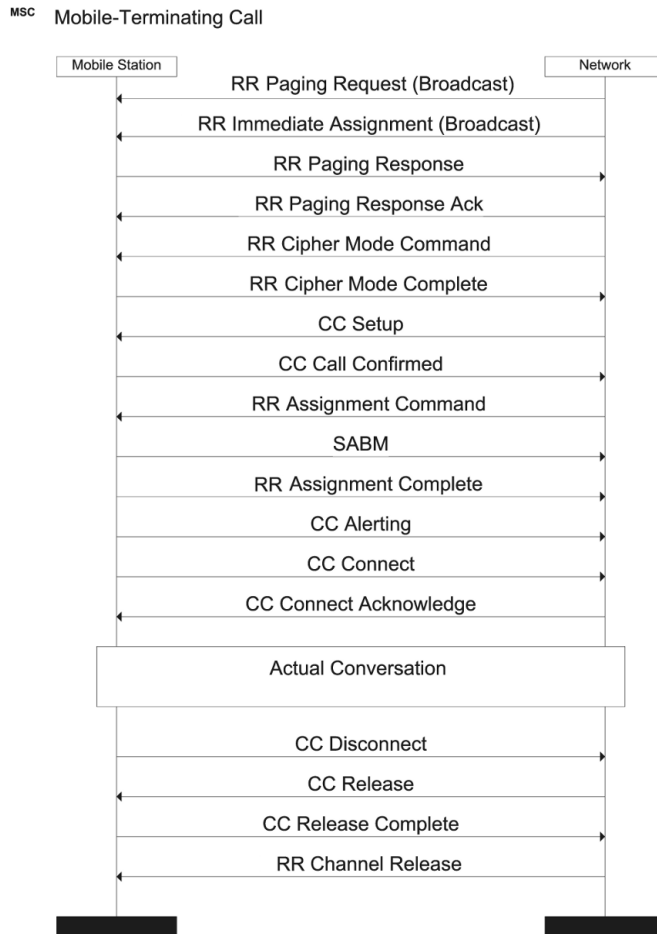 MSC Mobile-Terminating Call
Mobile Station Network
RR Paging Request (Broadcast)
RR Immediate Assignment (Broadcast)
RR Paging Response
RR Paging Response Ack
RR Cipher Mode Command
RR Cipher Mode Complete
CC Setup
CC Call Confirmed
RR Assignment Command
SABM
RR Assignment Complete
CC Alerting
CC Connect
CC Connect Acknowledge
Actual Conversation
CC Disconnect
CC Release
CC Release Complete
RR Channel Release